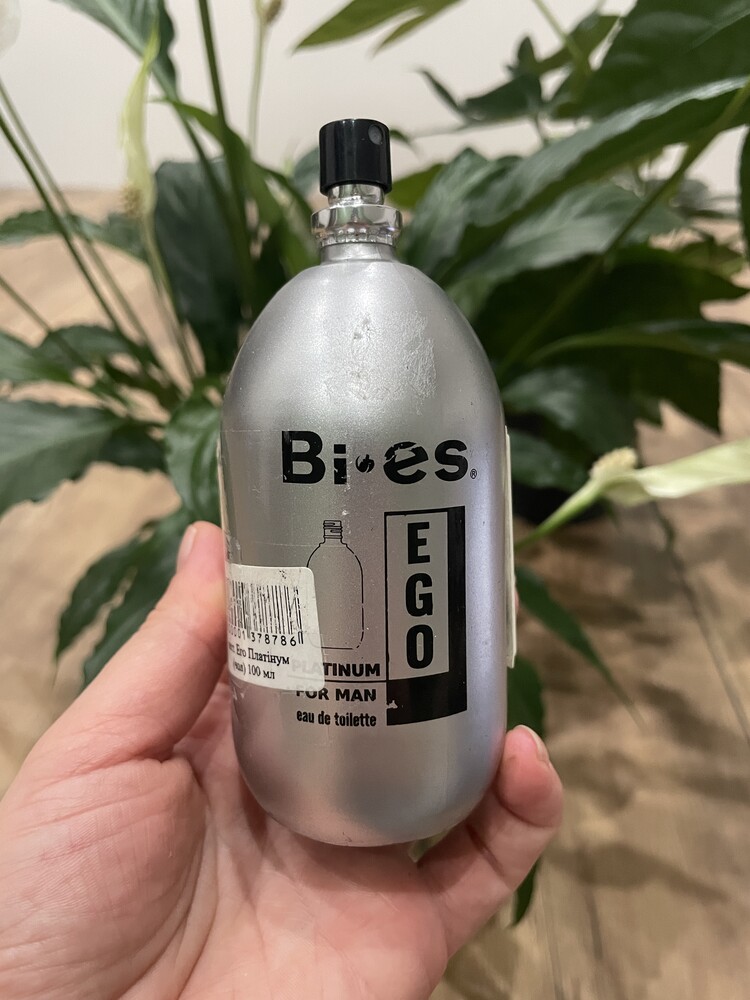 Bi·es®
EGO
378786
Его Платінум
100 мл
PLATINUM
FOR MAN
eau de toilette